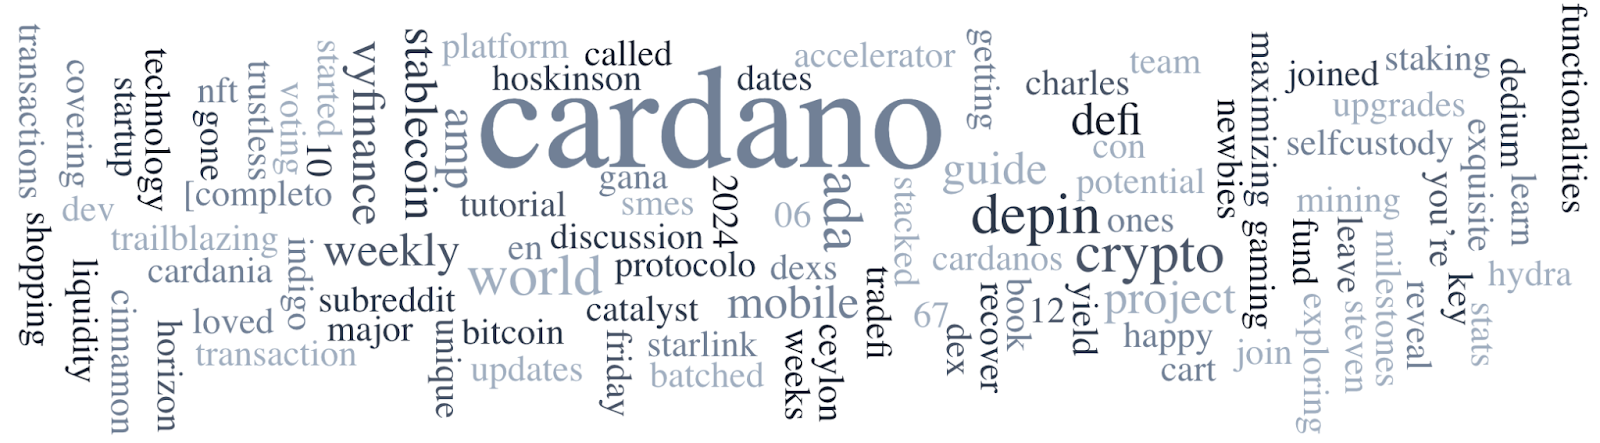 transactions
shopping
covering
dev
liquidity
cinnamon
startup
technology
trailblazing
cardania
horizon
nft
gone
trustless
voting
started
10
[completo
indigo
loved
transaction
vyfinance
weekly
subreddit
major
stablecoin
amp
platform
called
hoskinson
dates
cardano
tutorial
en
discussion
world
protocolo
bitcoin
unique
updates
gana
smes
2024
06
ada
catalyst
dexs
mobile
friday
starlink
batched
weeks
ceylon
tradefi
accelerator
getting
stacked
guide
cardanos
67
dex
recover
book
12
yield
charles
team
defi
con
potential
depin
ones
crypto
project
happy
cart
join
newbies
maximizing
gaming
joined
staking
upgrades
selfcustody
mining
fund
exploring
leave
steven
milestones
reveal
you're
key
stats
exquisite
dedium
learn
hydra
functionalities